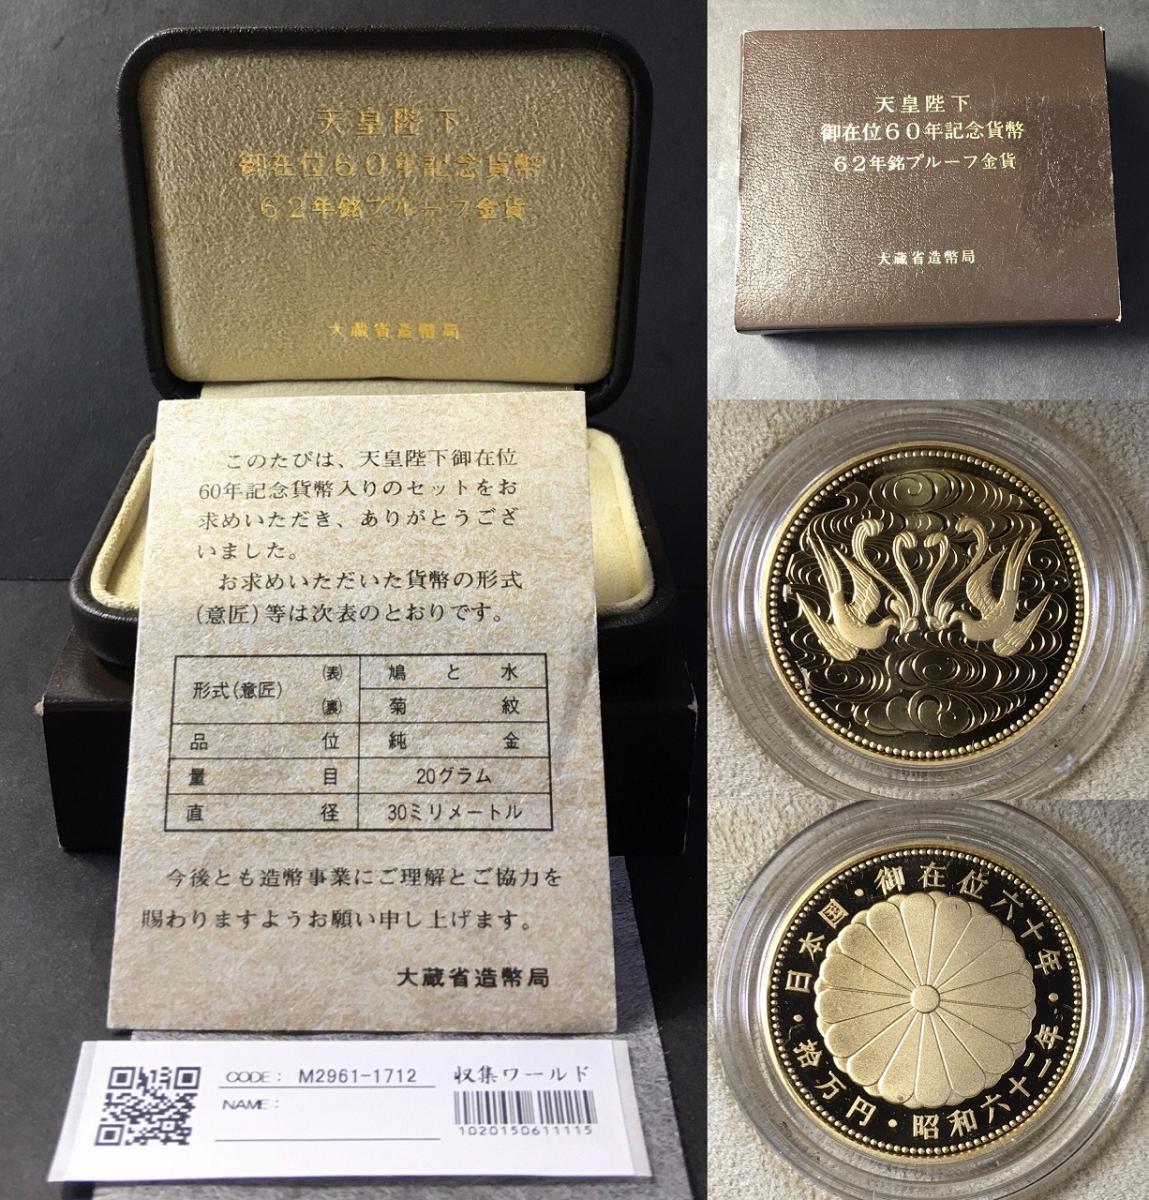 天皇陛下
御在位60年記念貨幣
62年銘プルーフ金貨
大蔵省造幣局
このたびは、天皇陛下御在位
60年記念貨幣入りのセットをお
求めいただき、ありがとうござ
いました。
お求めいただいた貨幣の形式
(意匠)等は次表のとおりです。
形式(意匠) ㊟表 鳩と水
㊟裏 菊紋
品位 純金
量目 20グラム
直径 30ミリメートル
今後とも造幣事業にご理解とご協力を
賜わりますようお願い申し上げます。
大蔵省造幣局
CODE: M2961-1712 収集ワールド
NAME:
1020150611115
天皇陛下
御在位60年記念貨幣
62年銘プルーフ金貨
大蔵省造幣局
日本国・御在位六十年・
昭和六十二年・拾万円・